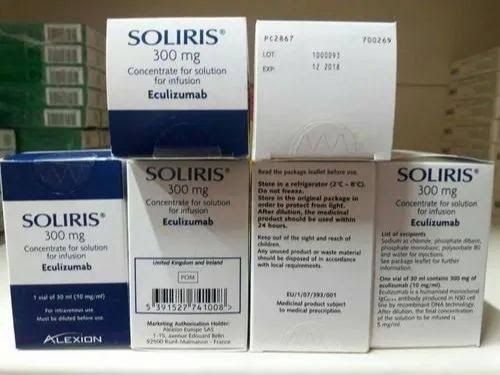 SOLIRIS®
300 mg
Concentrate for solution
for infusion
Eculizumab
PC2867 700269
LOT: 1000093
EXP: 12 2018
SOLIRIS®
300 mg
Concentrate for solution
for infusion
Eculizumab
1 vial of 30 ml (10 mg/ml)
For intravenous use
Must be diluted before use.
ALEXION
SOLIRIS®
300 mg
Concentrate for solution
for infusion
Eculizumab
United Kingdom and Ireland
POM
5 391527 741008
Marketing Authorisation Holder:
Alexion Europe SAS
1-15, avenue Edouard Belin
92500 Rueil-Malmaison - France
Read the package leaflet before use.
Store in a refrigerator (2°C – 8°C).
Do not freeze.
Store in the original package in
order to protect from light.
After dilution, the medicinal
product should be used within
24 hours.
Keep out of the sight and reach of
children.
Any unused product or waste material
should be disposed of in accordance
with local requirements.
EU/1/07/393/001
Medicinal product subject
to medical prescription.
SOLIRIS®
300 mg
Concentrate for solution
for infusion
Eculizumab
List of excipients
Sodium chloride, phosphate dibasic,
phosphate monobasic, polysorbate 80
and water for injections.
See package leaflet for further
information.
One vial of 30 ml contains 300 mg of
eculizumab (10 mg/ml).
Eculizumab is a humanised monoclonal
antibody produced in NS0 cell
line by recombinant DNA technology.
After dilution, the final concentration
of the solution to be infused is
5 mg/ml.